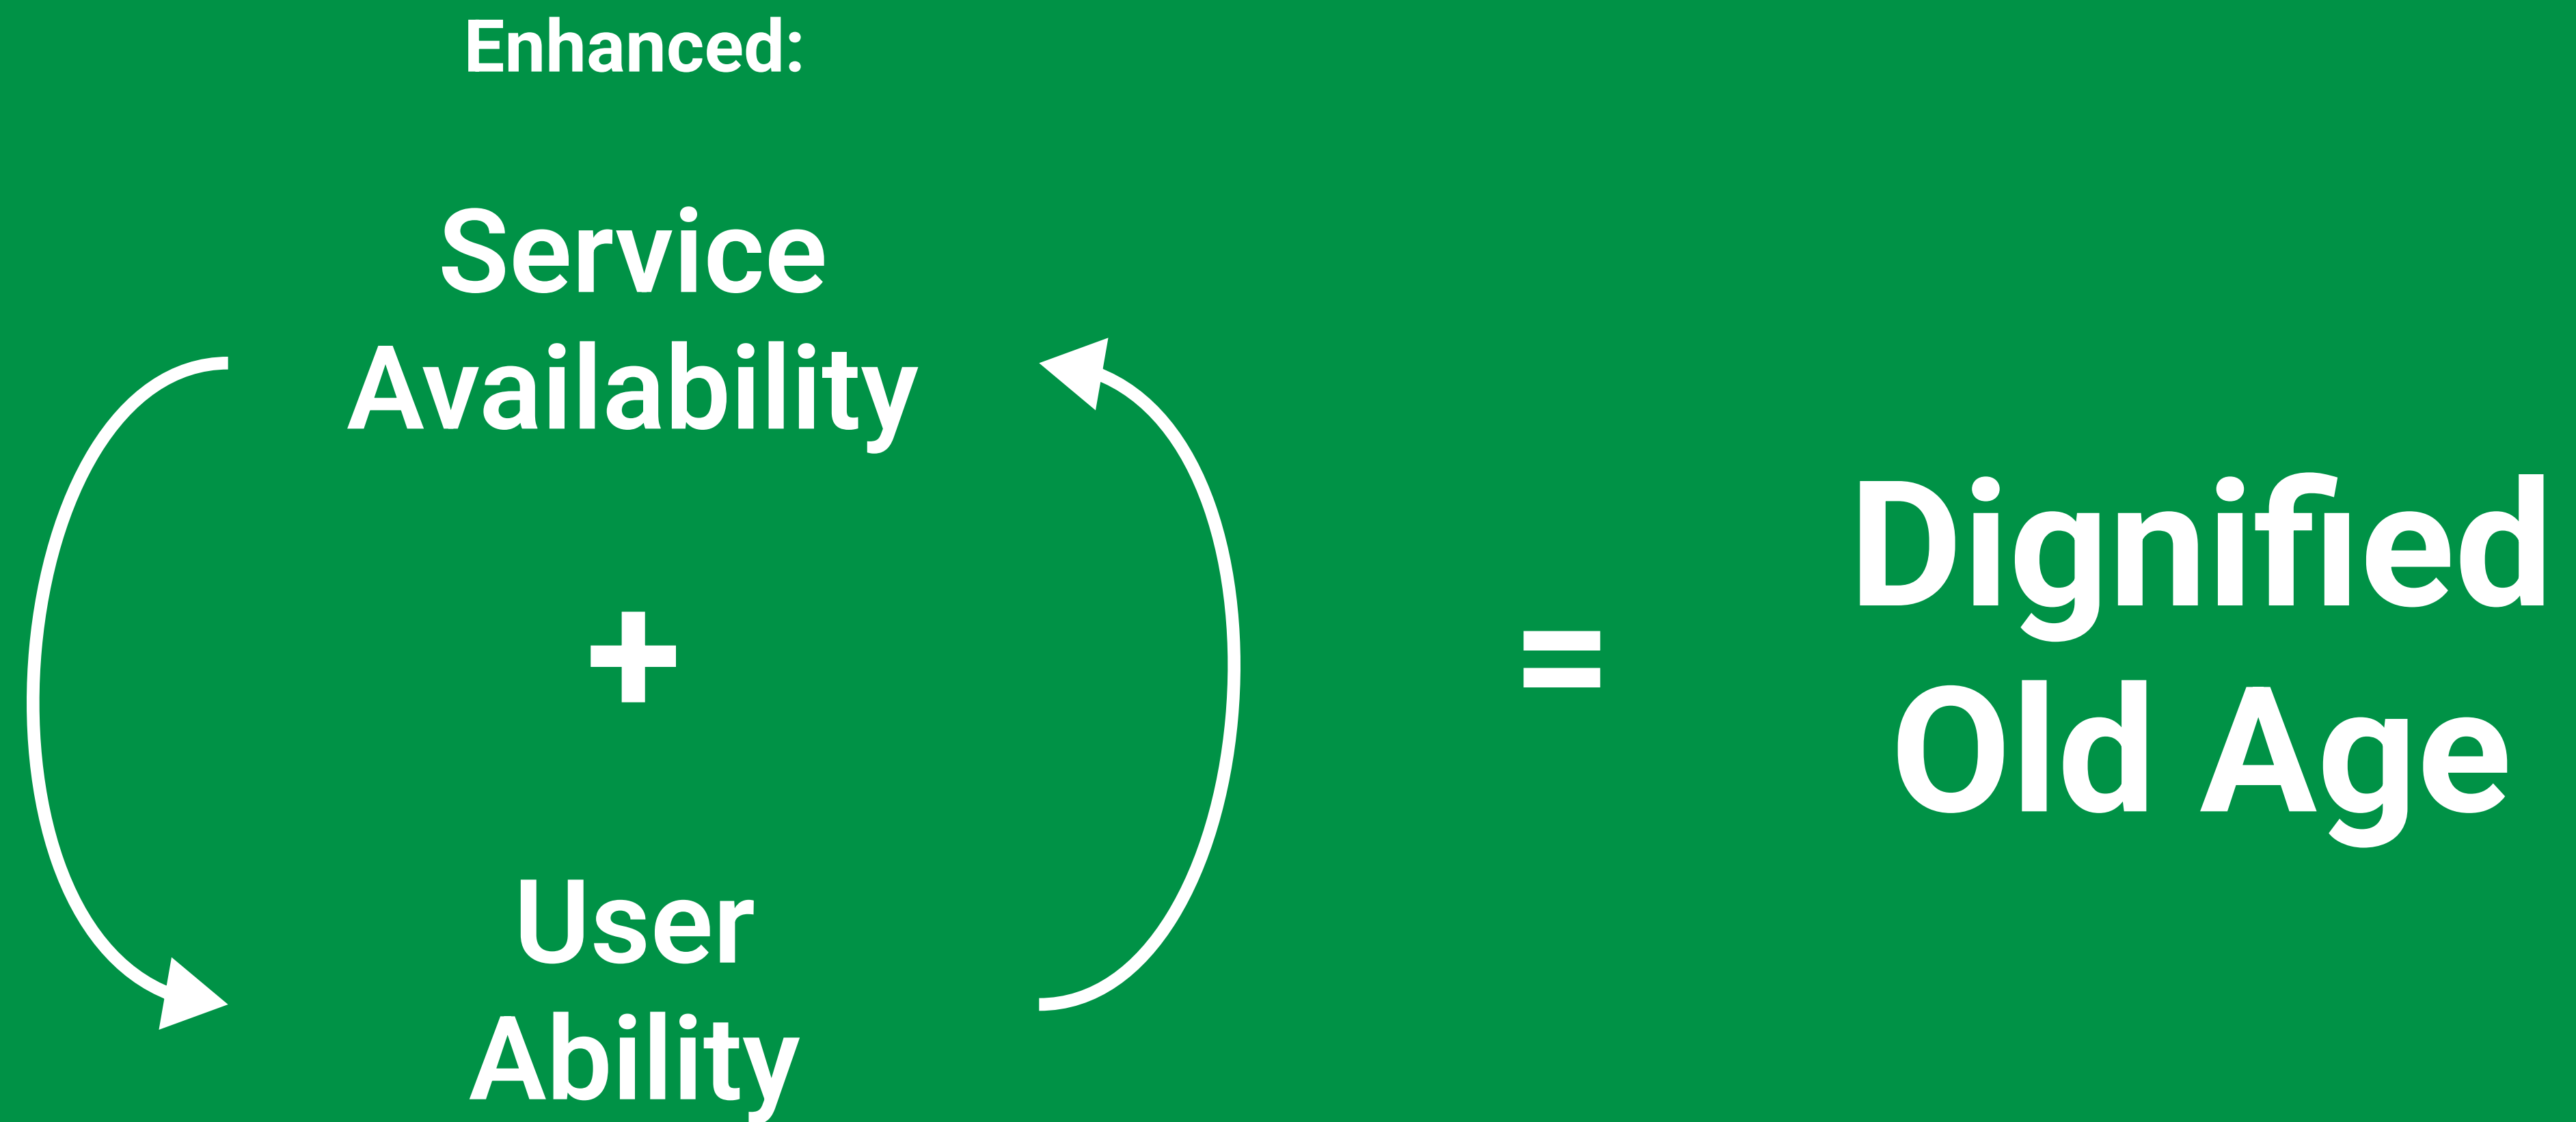 Enhanced:
Service
Availability
+
User
Ability
=
Dignified
Old Age